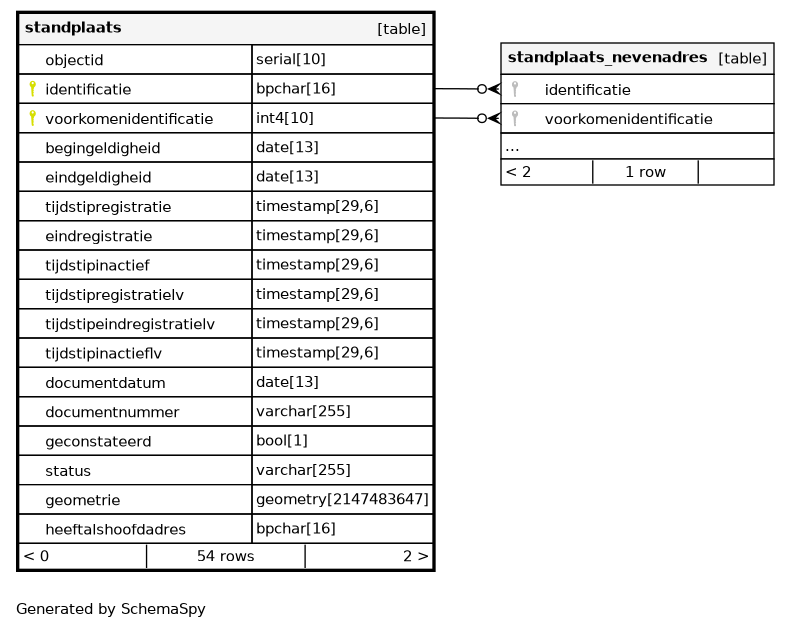 standplaats [table]
objectid serial[10]
identificatie bpchar[16]
voorkomenidentificatie int4[10]
begingeldigheid date[13]
eindgeldigheid date[13]
tijdstipregistratie timestamp[29,6]
eindregistratie timestamp[29,6]
tijdstipinactief timestamp[29,6]
tijdstipregistratielv timestamp[29,6]
tijdstipeindregistratielv timestamp[29,6]
tijdstipinactieflv timestamp[29,6]
documentdatum date[13]
documentnummer varchar[255]
geconstateerd bool[1]
status varchar[255]
geometrie geometry[2147483647]
heeftalshoofdadres bpchar[16]
< 0 54 rows 2 >
standplaats_nevenadres [table]
identificatie
voorkomenidentificatie
...
< 2 1 row
Generated by SchemaSpy